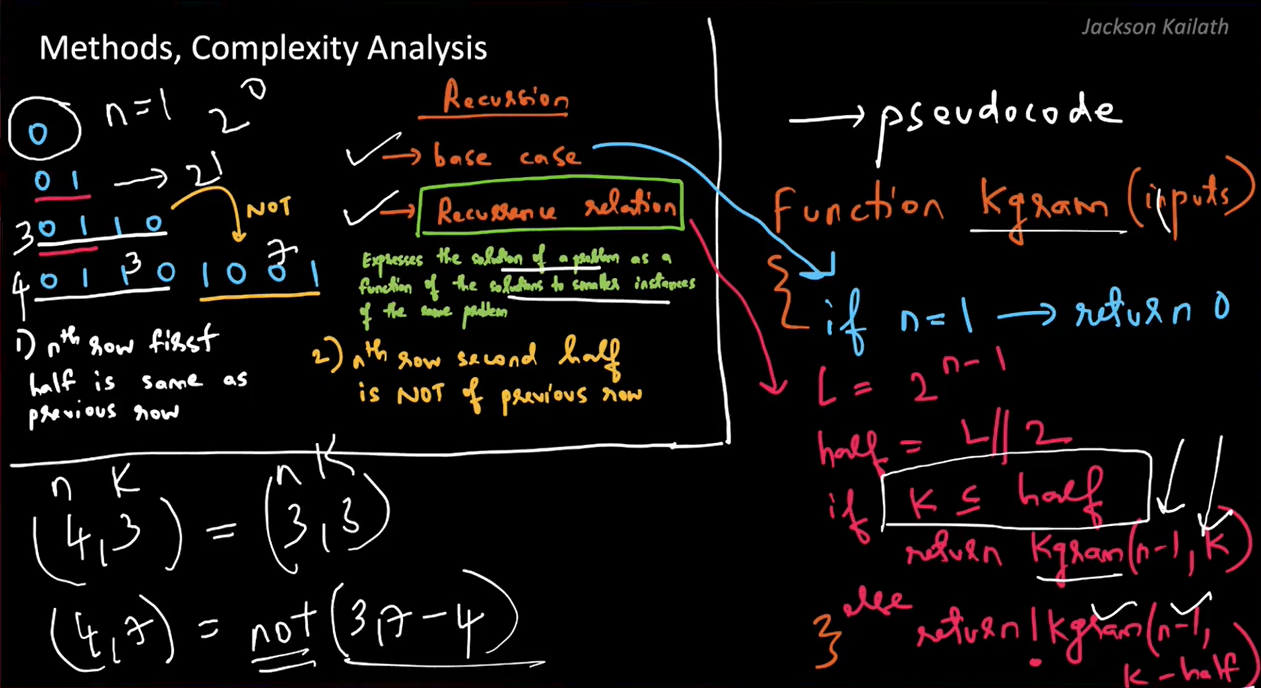 Jackson Kailath
Methods, Complexity Analysis
0 n=1 2^0
0 1 → 2^1
3 0 1 1 0 NOT
4 0 1 1 0 1 0 0 1
3 7
1) nth row first
half is same as
previous row
Recursion
→ base case
→ Recurrence relation
Expresses the solution of a problem as a
function of the solutions to smaller instances
of the same problem
2) nth row second half
is NOT of previous row
n K n K
(4,3) = (3,3)
(4,7) = not (3,7-4)
→ pseudocode
Function Kgram (inputs)
{
if n=1 → return 0
L = 2^n-1
half = L//2
if K ≤ half
return Kgram(n-1, K)
else
return !Kgram(n-1,
K-half)
}